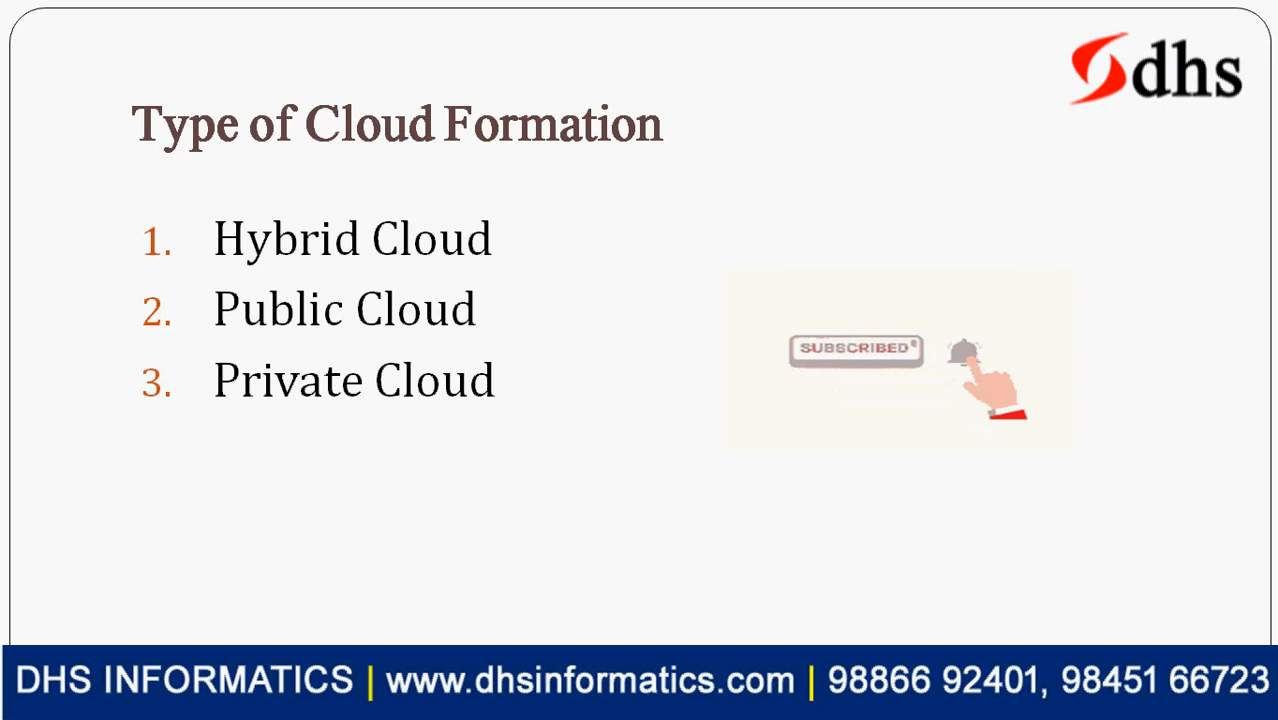 dhs
Type of Cloud Formation
1. Hybrid Cloud
2. Public Cloud
3. Private Cloud
SUBSCRIBED
DHS INFORMATICS | www.dhsinformatics.com | 98866 92401, 98451 66723